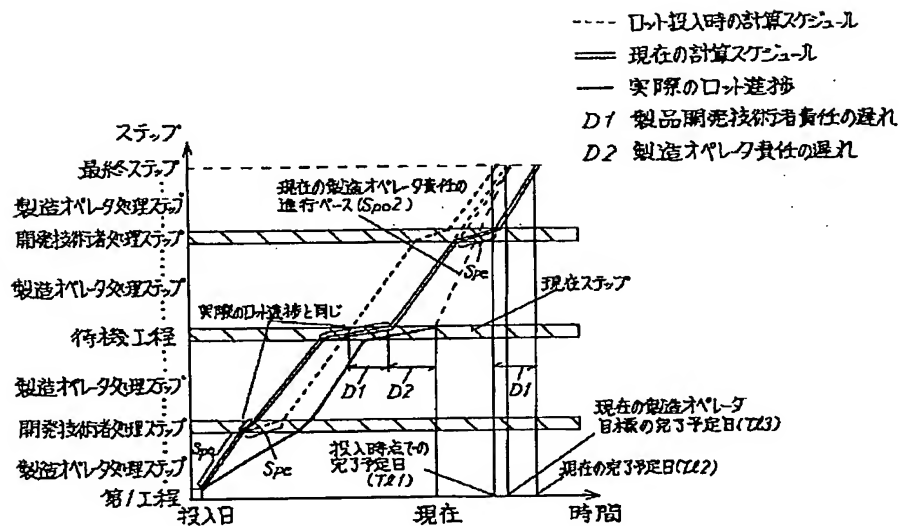 ロット投入時の計算スケジュール
現在の計算スケジュール
実際のロット進捗
D1 製品開発技術者責任の遅れ
D2 製造オペレータ責任の遅れ
ステップ
最終ステップ
製造オペレータ処理ステップ
開発技術者処理ステップ
製造オペレータ処理ステップ
待機工程
製造オペレータ処理ステップ
開発技術者処理ステップ
製造オペレータ処理ステップ
第1工程
現在の製造オペレータ責任の
進行ペース(Spo2)
Spe
現在ステップ
実際のロット進捗と同じ
D1
D2
D1
Spo
Spe
投入時点での
完了予定日
(Tl1)
現在の製造オペレータ
目標の完了予定日(Tl3)
現在の完了予定日(Tl2)
投入日
現在
時間